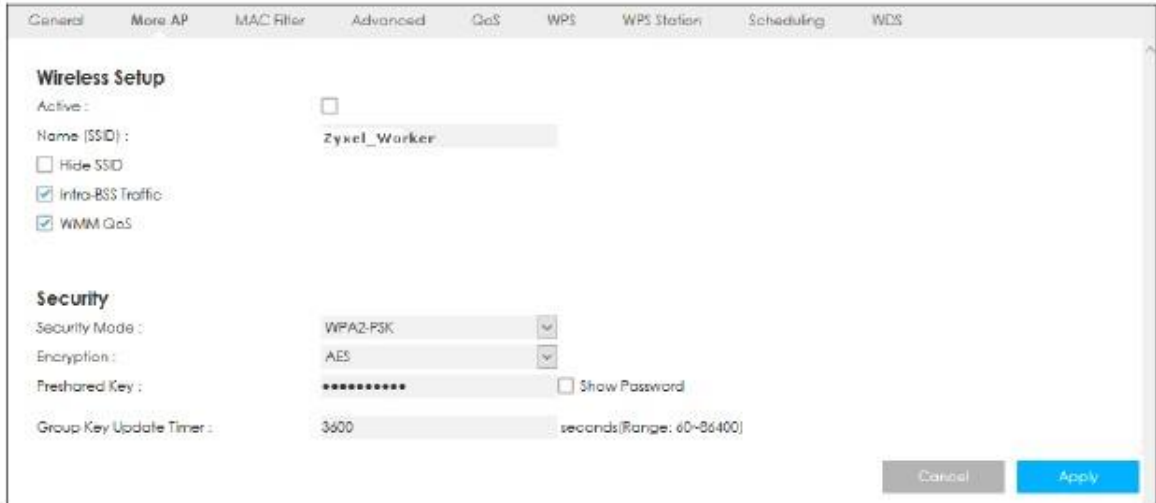 General More AP MAC Filter Advanced QoS WPS WPS Station Scheduling WDS
Wireless Setup
Active :
Name (SSID) : Zyxel_Worker
Hide SSID
Intra-BSS Traffic
WMM QoS
Security
Security Mode : WPA2-PSK
Encryption : AES
Preshared Key : •••••••••• Show Password
Group Key Update Timer : 3600 seconds(Range: 60~86400)
Cancel Apply